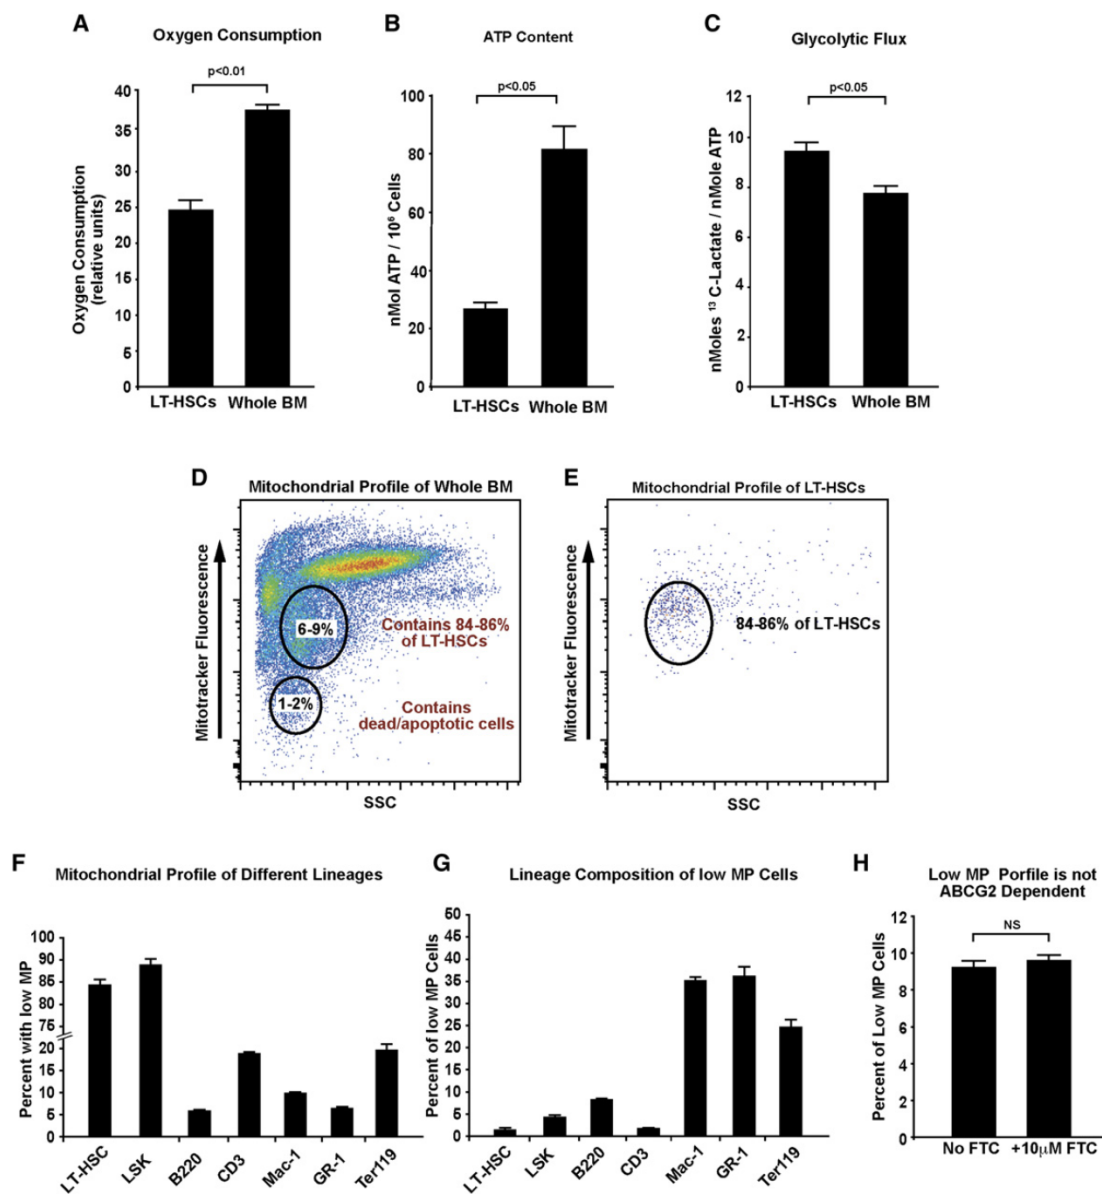 A
Oxygen Consumption
p<0.01
40
35
30
25
20
15
10
5
0
Oxygen Consumption
(relative units)
LT-HSCs
Whole BM
B
ATP Content
p<0.05
100
80
60
40
20
0
nMol ATP / 10⁶ Cells
LT-HSCs
Whole BM
C
Glycolytic Flux
p<0.05
12
10
8
6
4
2
0
nMoles ¹³ C-Lactate / nMole ATP
LT-HSCs
Whole BM
D
Mitochondrial Profile of Whole BM
Mitotracker Fluorescence
6-9%
Contains 84-86%
of LT-HSCs
1-2%
Contains
dead/apoptotic cells
SSC
E
Mitochondrial Profile of LT-HSCs
Mitotracker Fluorescence
84-86% of LT-HSCs
SSC
F
Mitochondrial Profile of Different Lineages
Percent with low MP
100
95
90
85
80
75
20
15
10
5
0
LT-HSC
LSK
B220
CD3
Mac-1
GR-1
Ter119
G
Lineage Composition of low MP Cells
Percent of low MP Cells
50
45
40
35
30
25
20
15
10
5
0
LT-HSC
LSK
B220
CD3
Mac-1
GR-1
Ter119
H
Low MP Porfile is not
ABCG2 Dependent
NS
Percent of Low MP Cells
12
10
8
6
4
2
0
No FTC
+10µM FTC